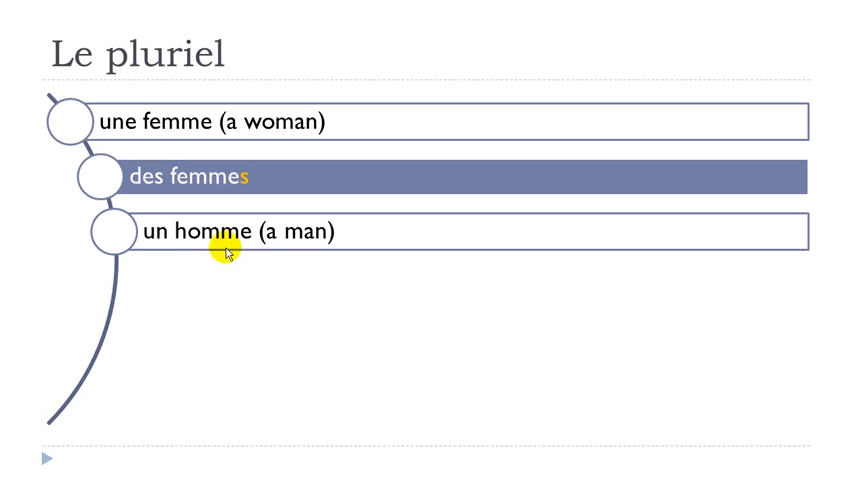 Le pluriel
une femme (a woman)
des femmes
un homme (a man)